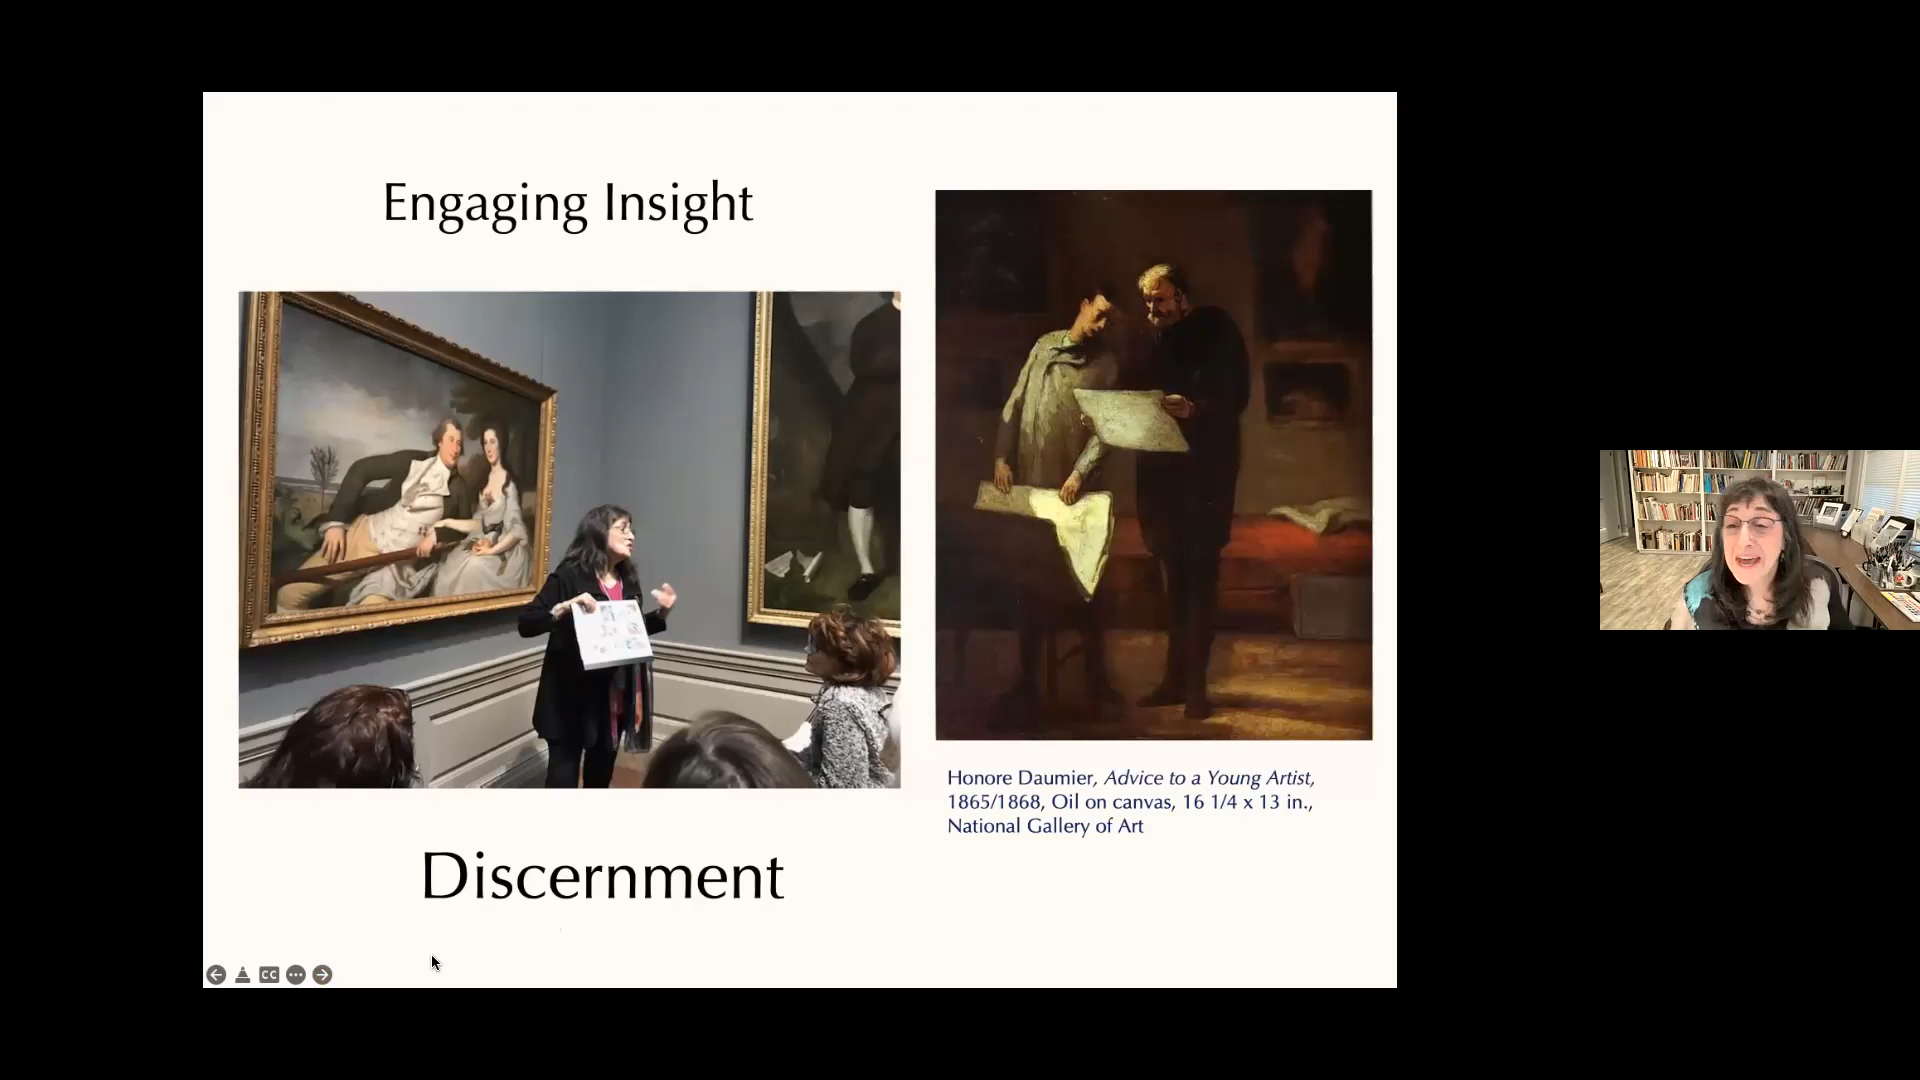 Engaging Insight
Honore Daumier, Advice to a Young Artist,
1865/1868, Oil on canvas, 16 1/4 x 13 in.,
National Gallery of Art
Discernment
CC